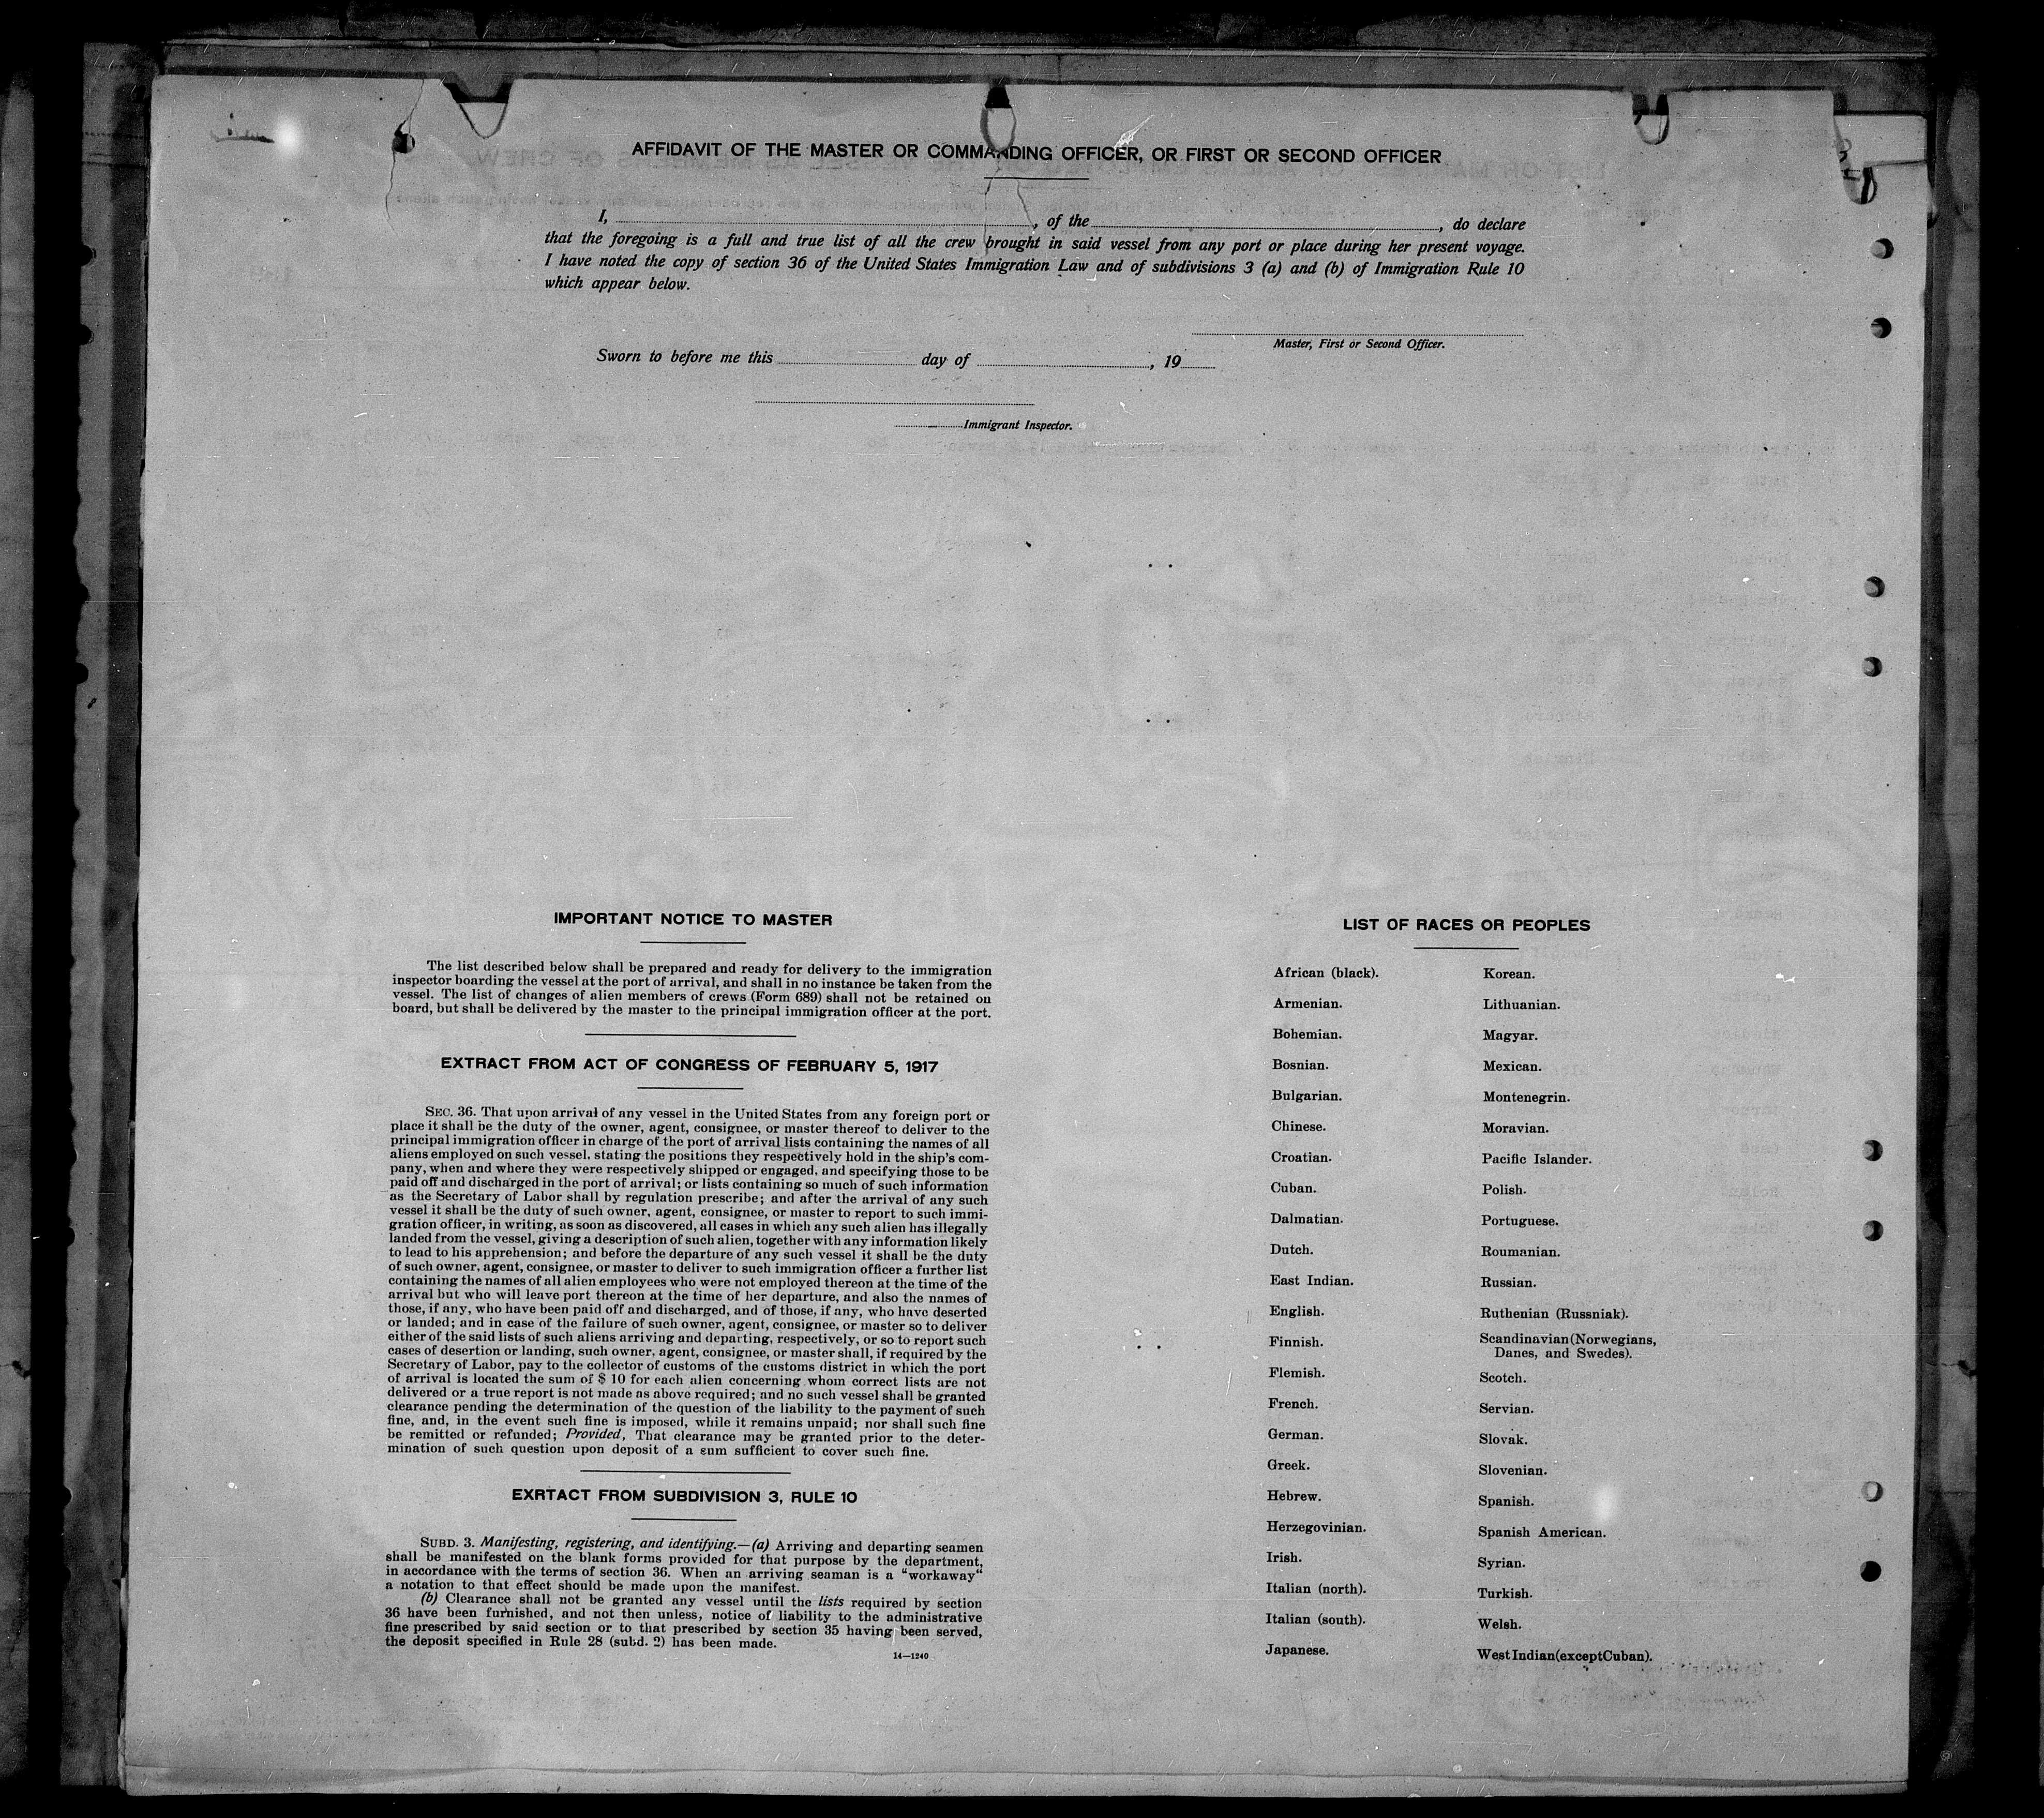 AFFIDAVIT OF THE MASTER OR COMMANDING OFFICER, OR FIRST OR SECOND OFFICER
I, , of the , do declare
that the foregoing is a full and true list of all the crew brought in said vessel from any port or place during her present voyage.
I have noted the copy of section 36 of the United States Immigration Law and of subdivisions 3 (a) and (b) of Immigration Rule 10
which appear below.
Master, First or Second Officer.
Sworn to before me this day of , 19
Immigrant Inspector.
IMPORTANT NOTICE TO MASTER
The list described below shall be prepared and ready for delivery to the immigration
inspector boarding the vessel at the port of arrival, and shall in no instance be taken from the
vessel. The list of changes of alien members of crews (Form 689) shall not be retained on
board, but shall be delivered by the master to the principal immigration officer at the port.
EXTRACT FROM ACT OF CONGRESS OF FEBRUARY 5, 1917
SEC. 36. That upon arrival of any vessel in the United States from any foreign port or
place it shall be the duty of the owner, agent, consignee, or master thereof to deliver to the
principal immigration officer in charge of the port of arrival lists containing the names of all
aliens employed on such vessel, stating the positions they respectively hold in the ship's com-
pany, when and where they were respectively shipped or engaged, and specifying those to be
paid off and discharged in the port of arrival; or lists containing so much of such information
as the Secretary of Labor shall by regulation prescribe; and after the arrival of any such
vessel it shall be the duty of such owner, agent, consignee, or master to report to such immi-
gration officer, in writing, as soon as discovered, all cases in which any such alien has illegally
landed from the vessel, giving a description of such alien, together with any information likely
to lead to his apprehension; and before the departure of any such vessel it shall be the duty
of such owner, agent, consignee, or master to deliver to such immigration officer a further list
containing the names of all alien employees who were not employed thereon at the time of the
arrival but who will leave port thereon at the time of her departure, and also the names of
those, if any, who have been paid off and discharged, and of those, if any, who have deserted
or landed; and in case of the failure of such owner, agent, consignee, or master so to deliver
either of the said lists of such aliens arriving and departing, respectively, or so to report such
cases of desertion or landing, such owner, agent, consignee, or master shall, if required by the
Secretary of Labor, pay to the collector of customs of the customs district in which the port
of arrival is located the sum of $ 10 for each alien concerning whom correct lists are not
delivered or a true report is not made as above required; and no such vessel shall be granted
clearance pending the determination of the question of the liability to the payment of such
fine, and, in the event such fine is imposed, while it remains unpaid; nor shall such fine
be remitted or refunded; Provided, That clearance may be granted prior to the deter-
mination of such question upon deposit of a sum sufficient to cover such fine.
EXRTACT FROM SUBDIVISION 3, RULE 10
SUBD. 3. Manifesting, registering, and identifying.—(a) Arriving and departing seamen
shall be manifested on the blank forms provided for that purpose by the department,
in accordance with the terms of section 36. When an arriving seaman is a “workaway“
a notation to that effect should be made upon the manifest.
(b) Clearance shall not be granted any vessel until the lists required by section
36 have been furnished, and not then unless, notice of liability to the administrative
fine prescribed by said section or to that prescribed by section 35 having been served,
the deposit specified in Rule 28 (subd. 2) has been made.
14—1240
LIST OF RACES OR PEOPLES
African (black).
Armenian.
Bohemian.
Bosnian.
Bulgarian.
Chinese.
Croatian.
Cuban.
Dalmatian.
Dutch.
East Indian.
English.
Finnish.
Flemish.
French.
German.
Greek.
Hebrew.
Herzegovinian.
Irish.
Italian (north).
Italian (south).
Japanese.
Korean.
Lithuanian.
Magyar.
Mexican.
Montenegrin.
Moravian.
Pacific Islander.
Polish.
Portuguese.
Roumanian.
Russian.
Ruthenian (Russniak).
Scandinavian(Norwegians,
Danes, and Swedes).
Scotch.
Servian.
Slovak.
Slovenian.
Spanish.
Spanish American.
Syrian.
Turkish.
Welsh.
West Indian(exceptCuban).